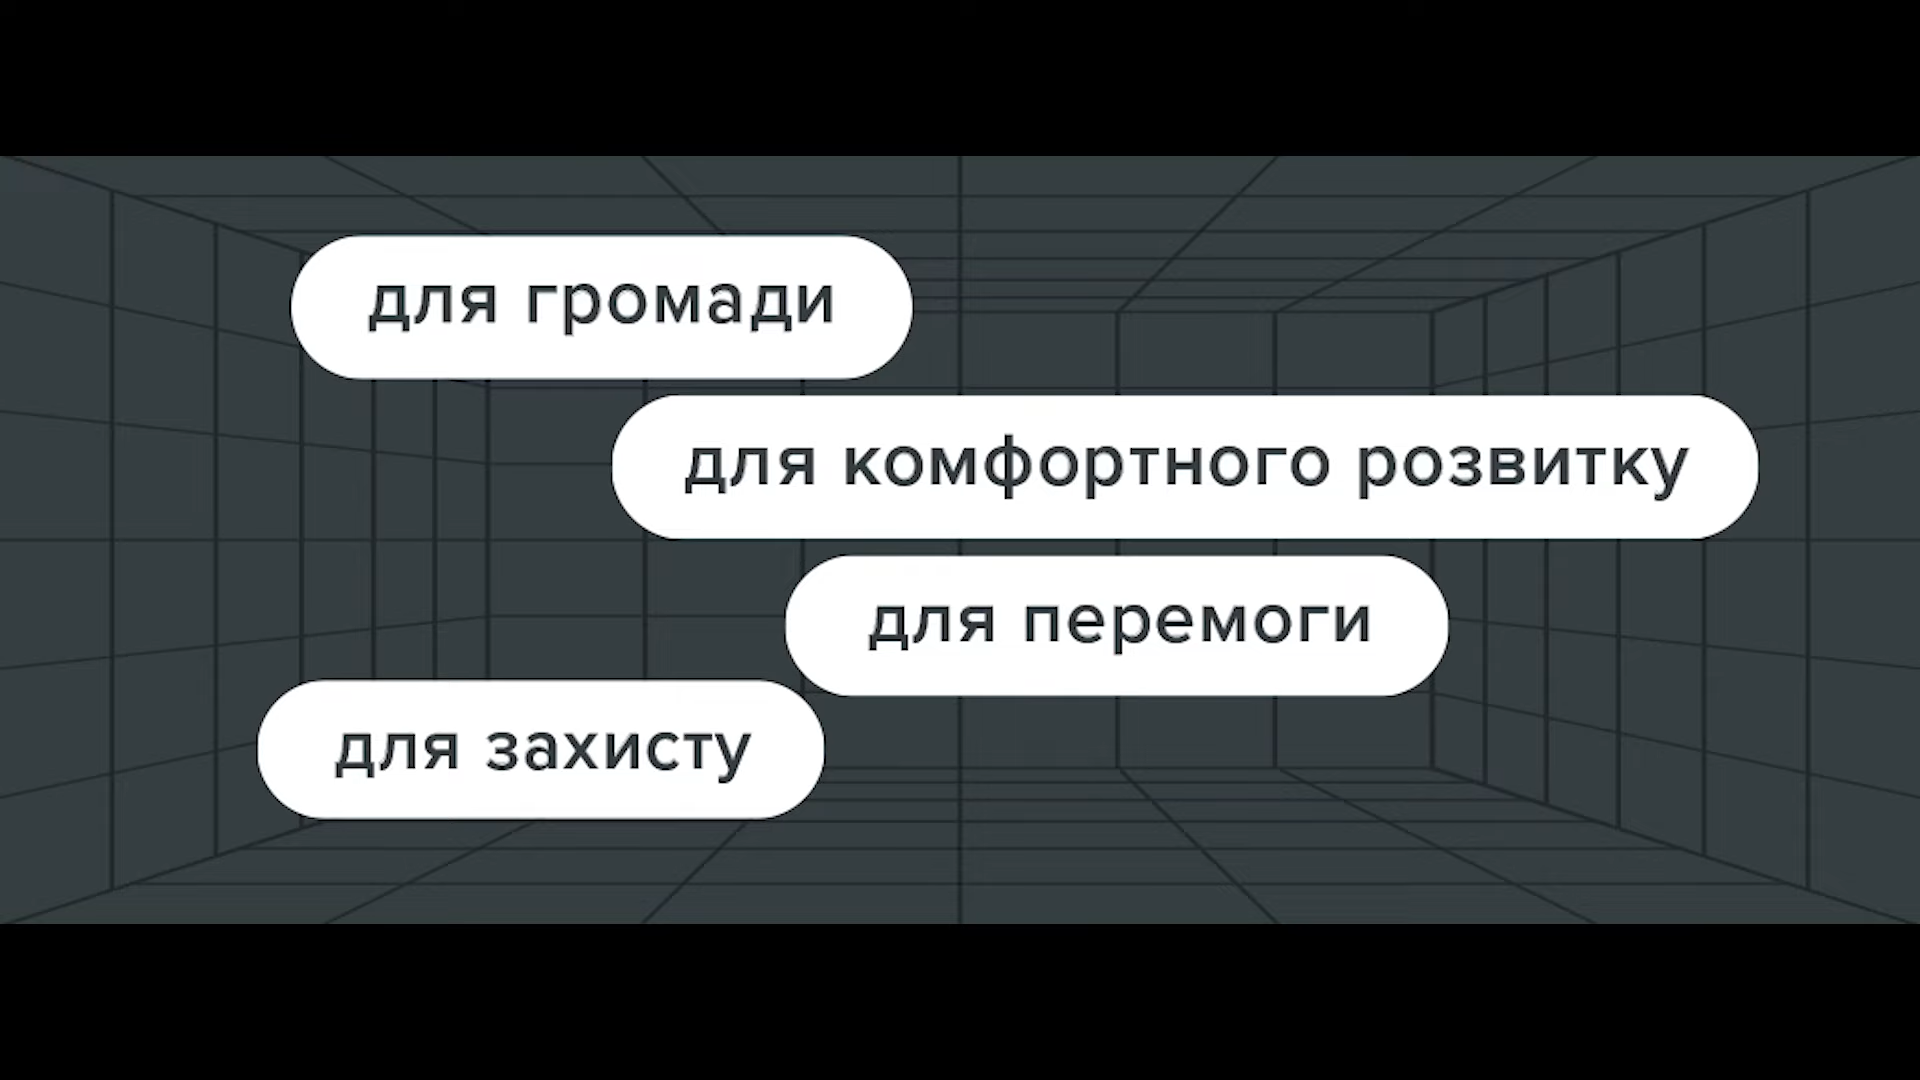 для громади
для комфортного розвитку
для перемоги
для захисту